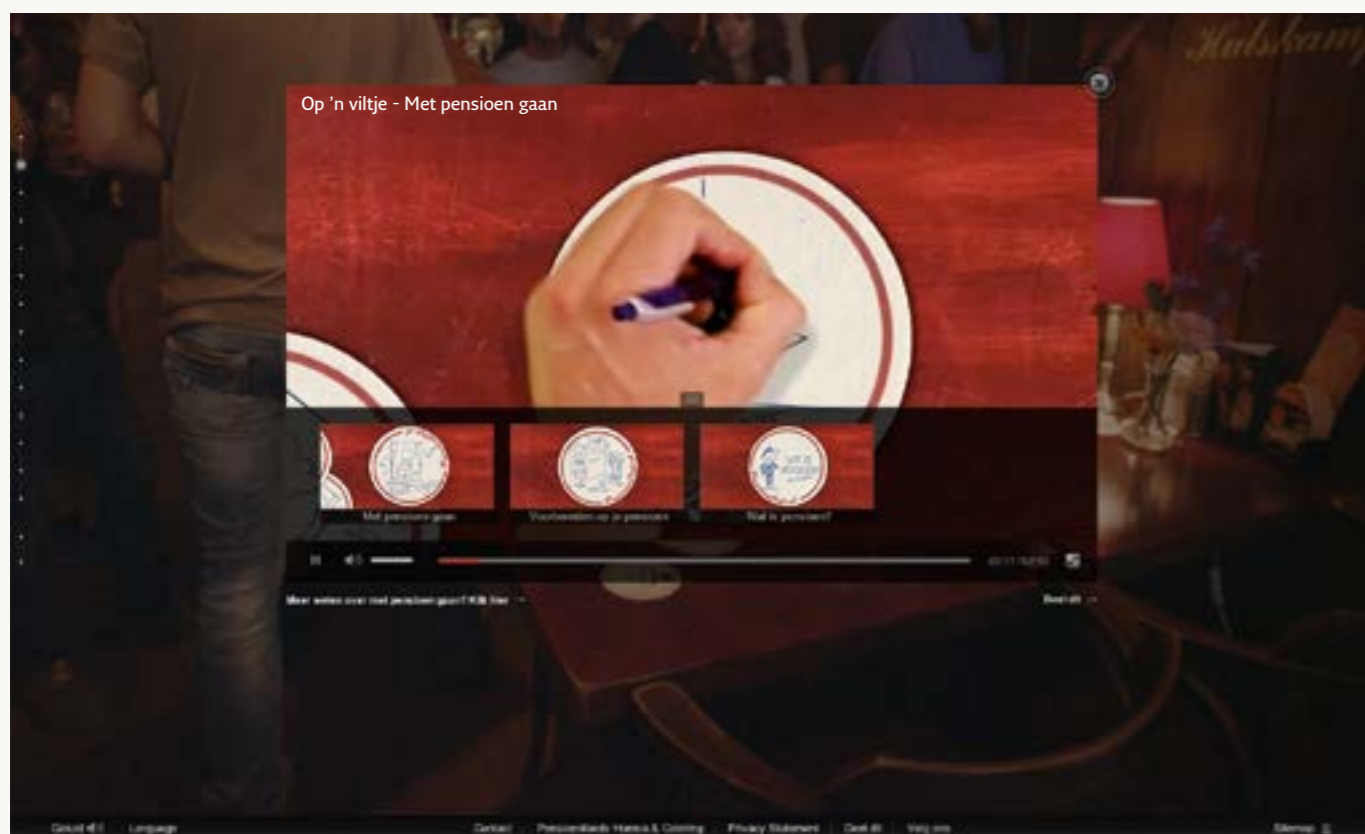 Hulskamp
Op 'n viltje - Met pensioen gaan
Met pensioen gaan
Voorbereiden op je pensioen
Wat is pensioen?
Meer weten over met pensioen gaan? Klik hier
Deel dit
Geluid
Language
Contact
Pensioenfonds Horeca & Catering
Privacy Statement
Deel dit
Volg ons
Sitemap